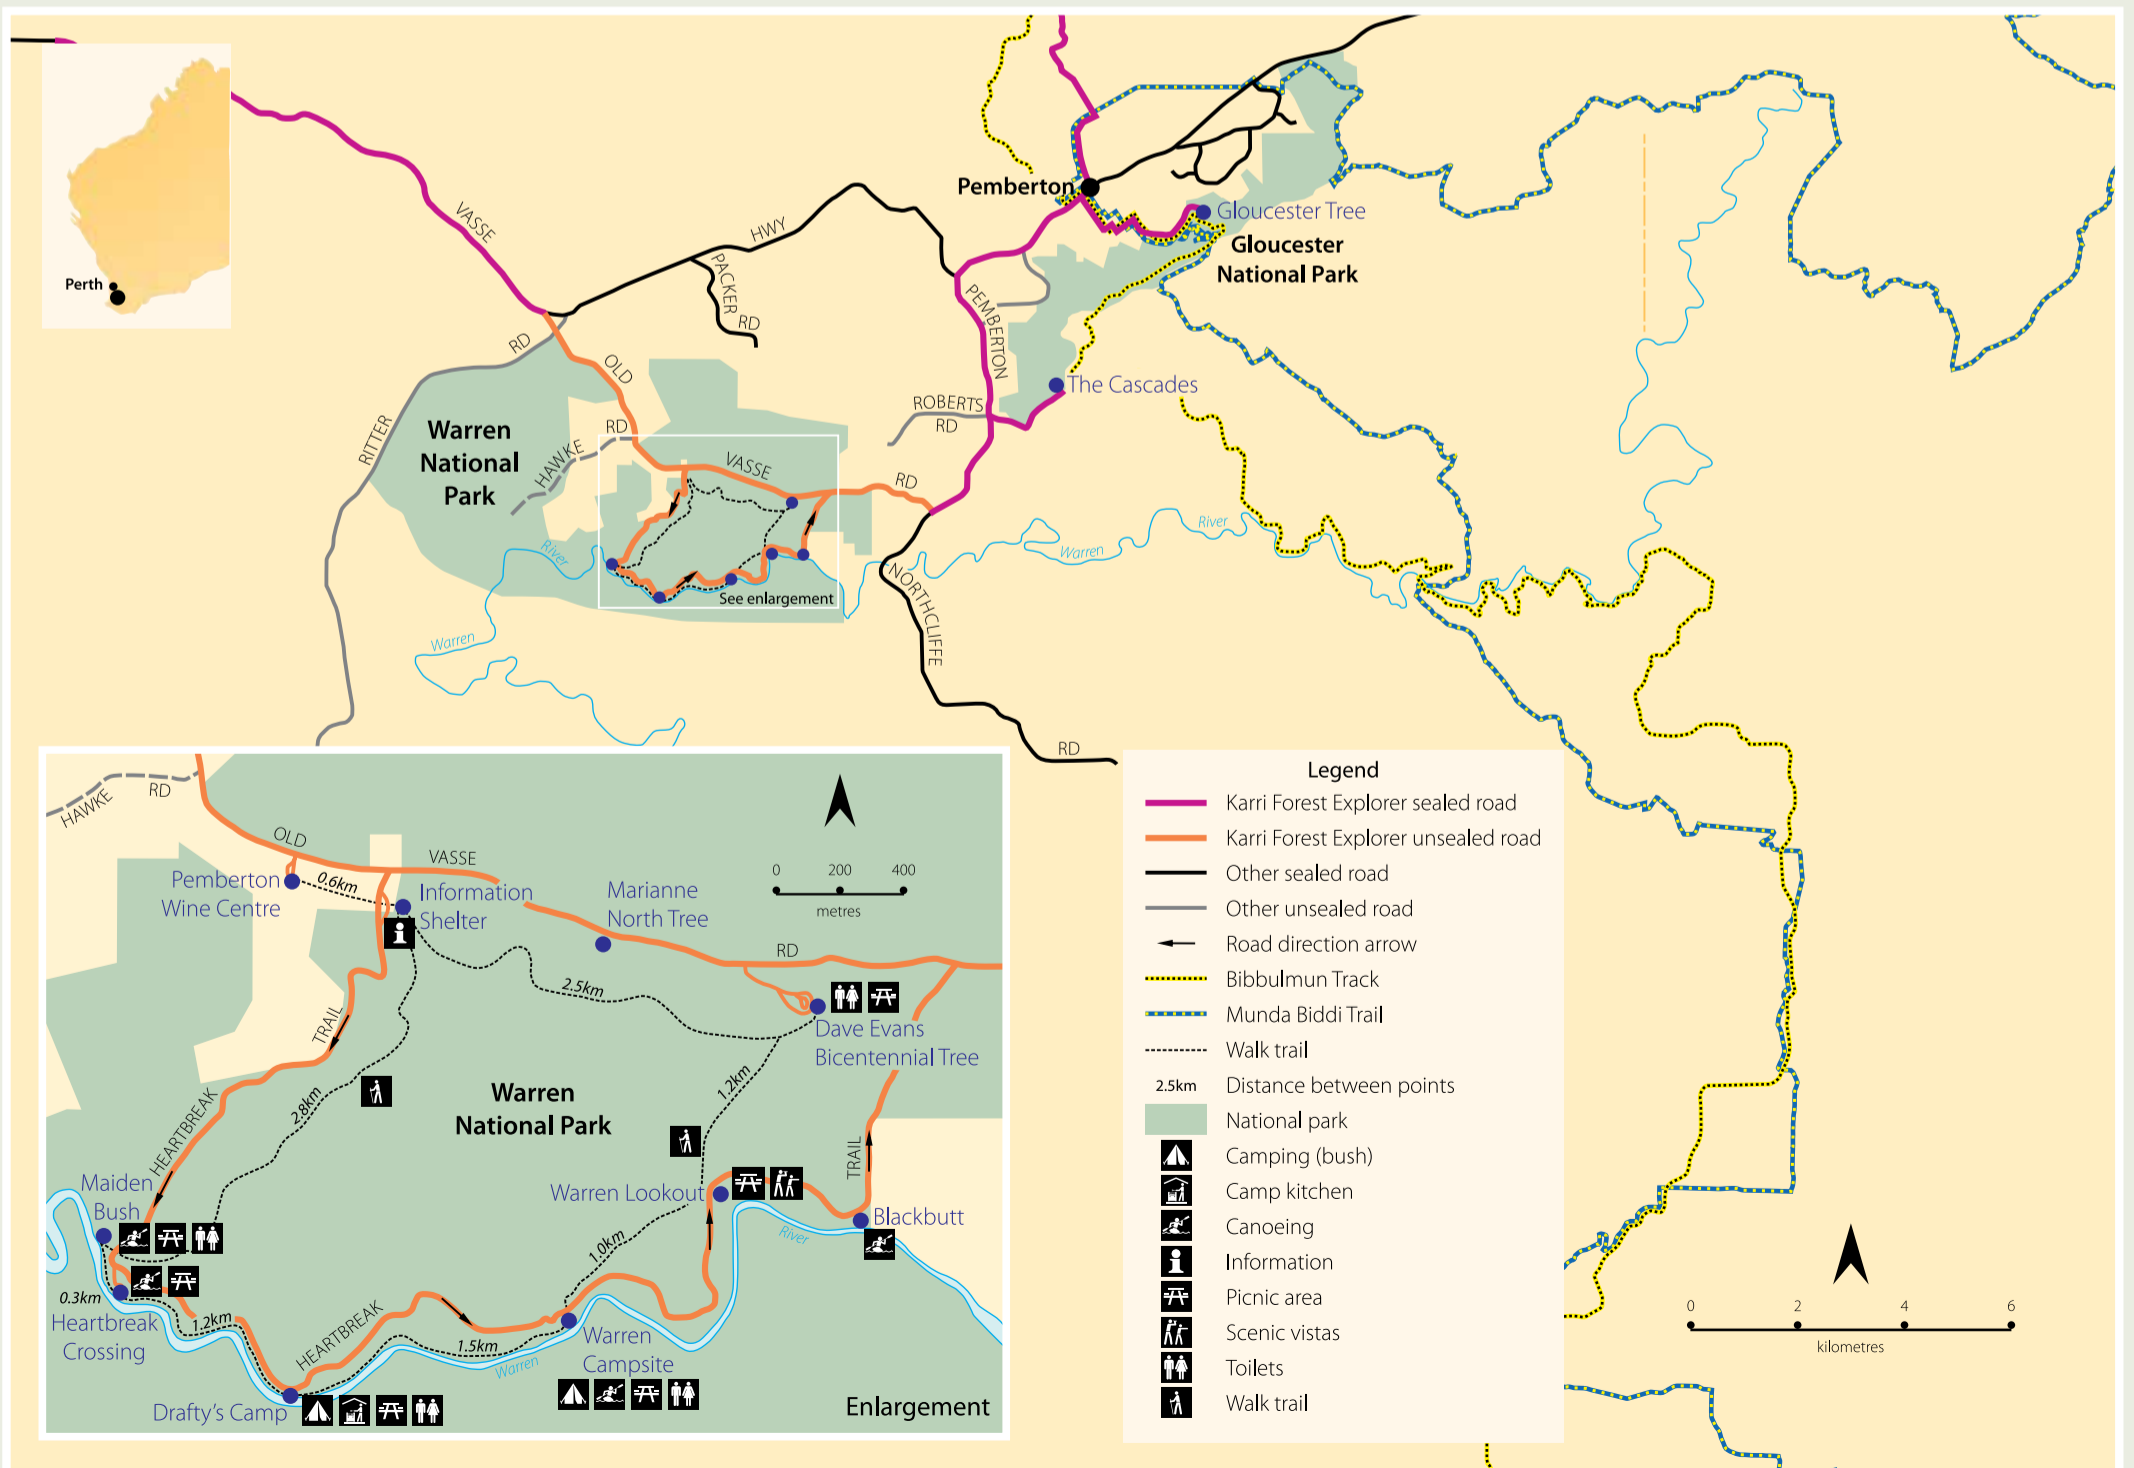 Perth
VASSE
HWY
PACKER
RD
Pemberton
Gloucester Tree
Gloucester
National Park
PEMBERTON
The Cascades
ROBERTS
RD
RD
OLD
RITTER
Warren
National
Park
HAWKE
RD
VASSE
RD
River
See enlargement
Warren
River
Warren
NORTHCLIFFE
RD
HAWKE
RD
OLD
VASSE
Pemberton
Wine Centre
0.6km
Information
Shelter
Marianne
North Tree
0 200 400
metres
RD
2.5km
Dave Evans
Bicentennial Tree
TRAIL
2.8km
HEARTBREAK
Warren
National Park
1.2km
TRAIL
Maiden
Bush
Warren Lookout
Blackbutt
River
1.0km
0.3km
Heartbreak
Crossing
1.2km
HEARTBREAK
1.5km
Warren
Warren
Campsite
Drafty's Camp
Enlargement
Legend
Karri Forest Explorer sealed road
Karri Forest Explorer unsealed road
Other sealed road
Other unsealed road
Road direction arrow
Bibbulmun Track
Munda Biddi Trail
Walk trail
2.5km Distance between points
National park
Camping (bush)
Camp kitchen
Canoeing
Information
Picnic area
Scenic vistas
Toilets
Walk trail
0 2 4 6
kilometres